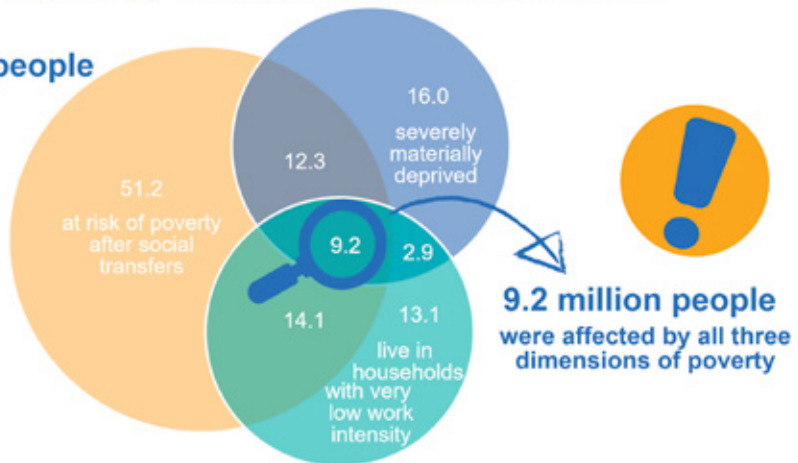 people
51.2
at risk of poverty
after social
transfers
12.3
16.0
severely
materially
deprived
9.2
2.9
14.1
13.1
live in
households
with very
low work
intensity
9.2 million people
were affected by all three
dimensions of poverty